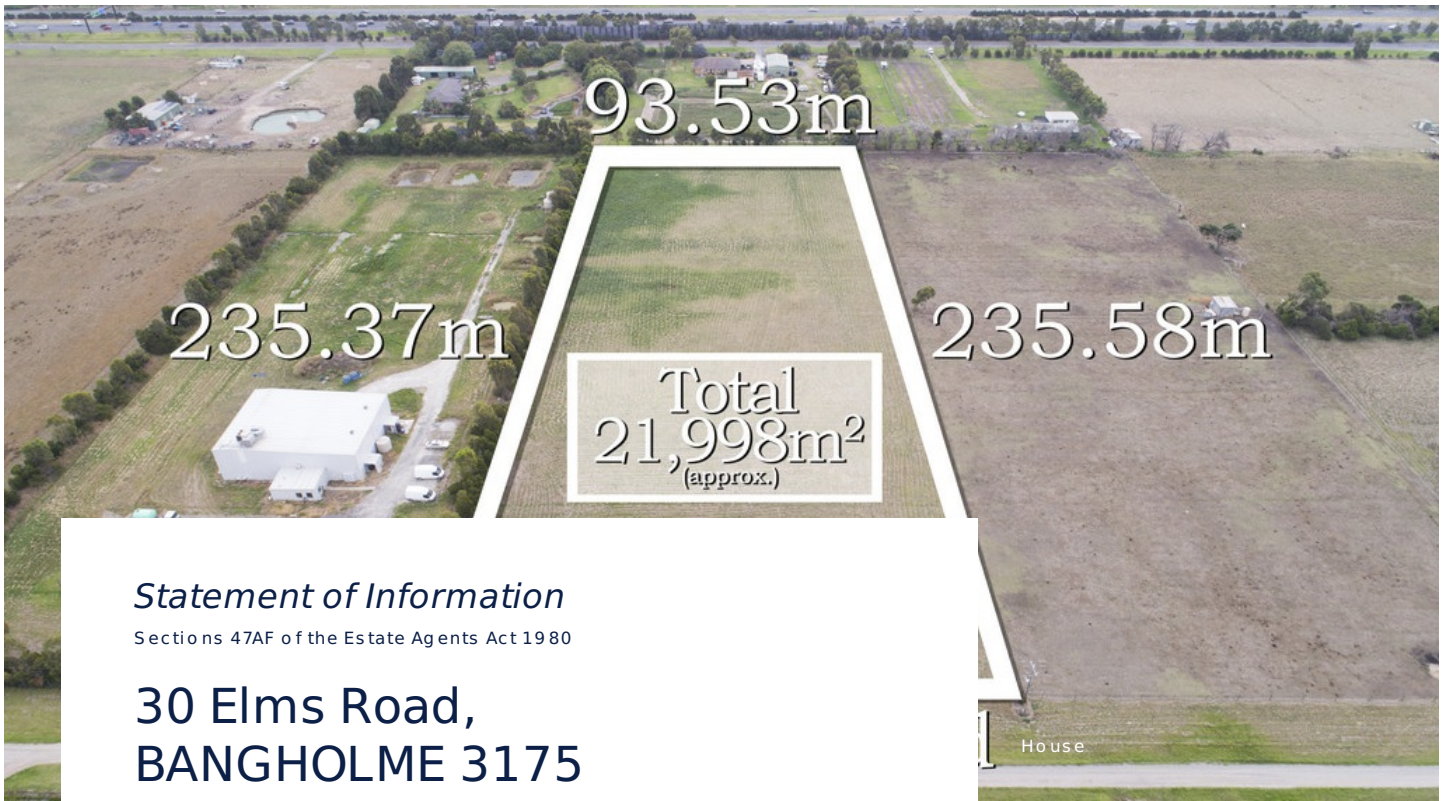 93.53m
235.37m
235.58m
Total
21,998m²
(approx.)
Statement of Information
Sections 47AF of the Estate Agents Act 1980
30 Elms Road,
BANGHOLME 3175
House